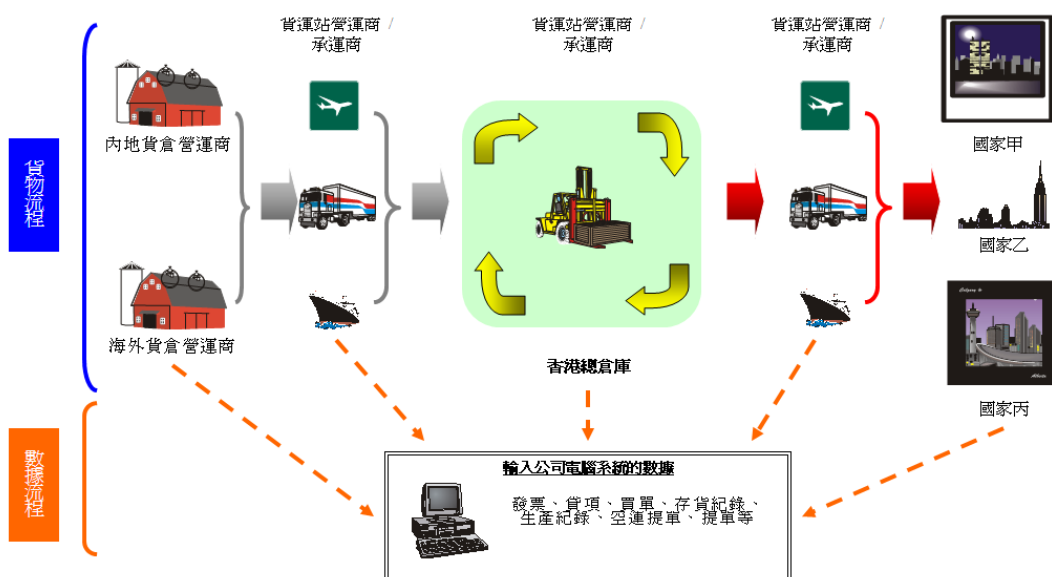 貨運站營運商 /
承運商
貨運站營運商 /
承運商
貨運站營運商 /
承運商
貨物流程
內地貨倉營運商
海外貨倉營運商
香港總倉庫
國家甲
國家乙
Calgary
Alberta
國家丙
數據流程
輸入公司電腦系統的數據
發票、貸項、買單、存貨紀錄、
生產紀錄、空運提單、提單等